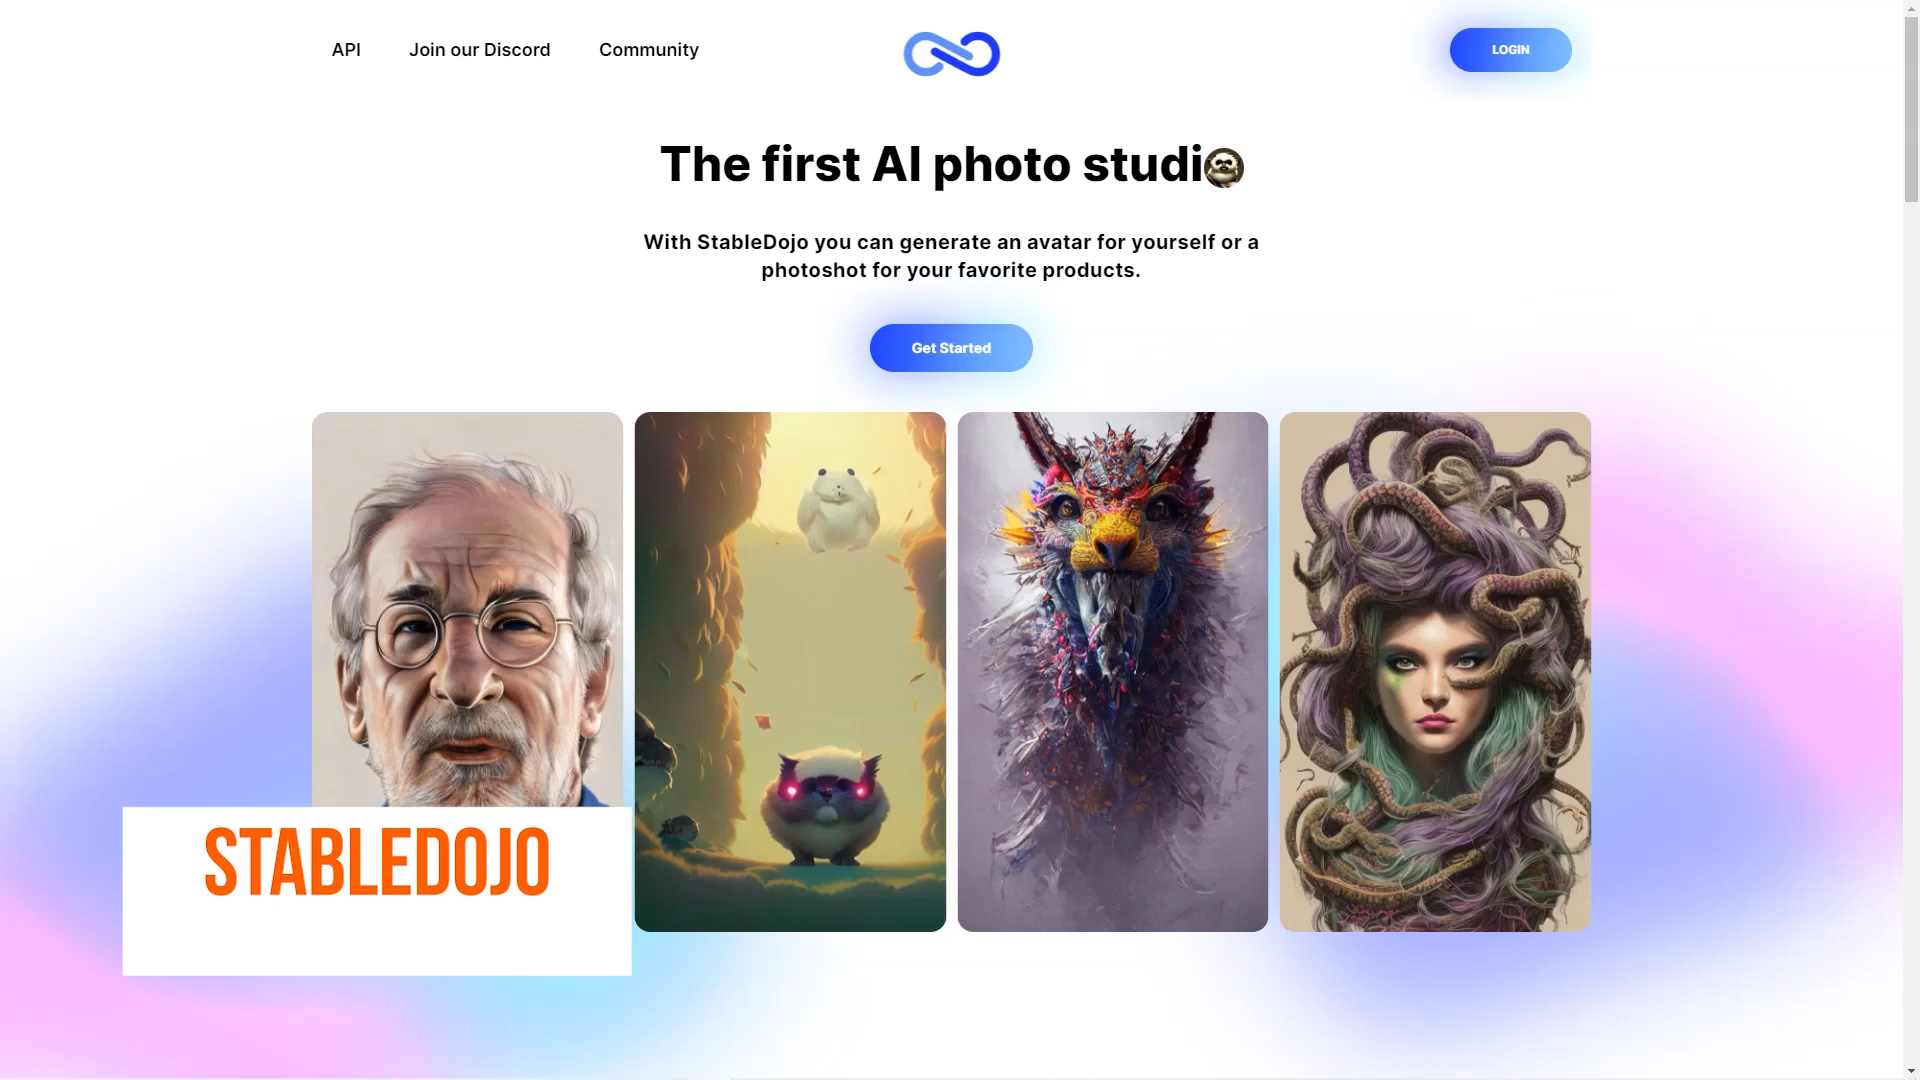 API Join our Discord Community
LOGIN
The first AI photo studi
With StableDojo you can generate an avatar for yourself or a
photoshot for your favorite products.
Get Started
STABLEDOJO